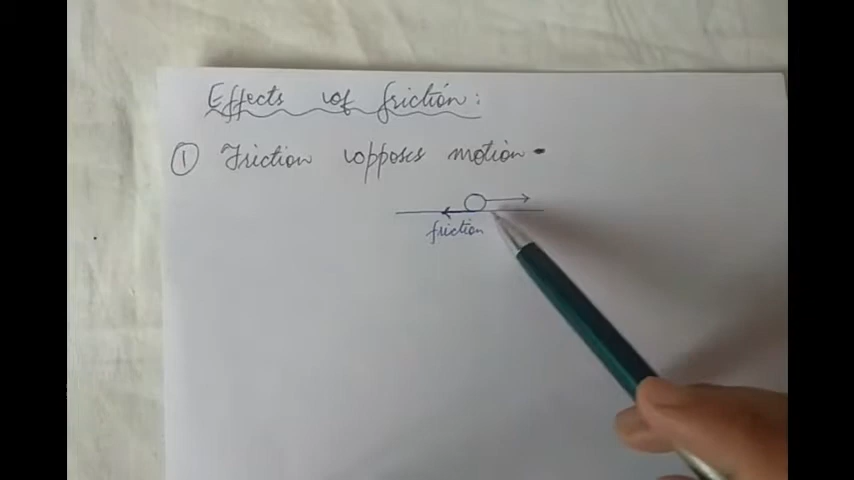 Effects of friction:
① Friction opposes motion.
friction